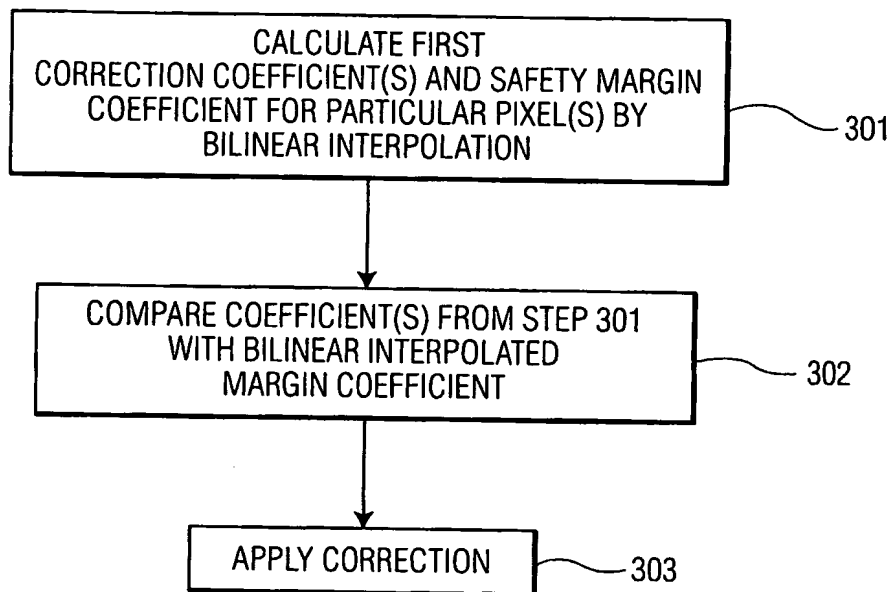 CALCULATE FIRST
CORRECTION COEFFICIENT(S) AND SAFETY MARGIN
COEFFICIENT FOR PARTICULAR PIXEL(S) BY
BILINEAR INTERPOLATION
301
COMPARE COEFFICIENT(S) FROM STEP 301
WITH BILINEAR INTERPOLATED
MARGIN COEFFICIENT
302
APPLY CORRECTION
303